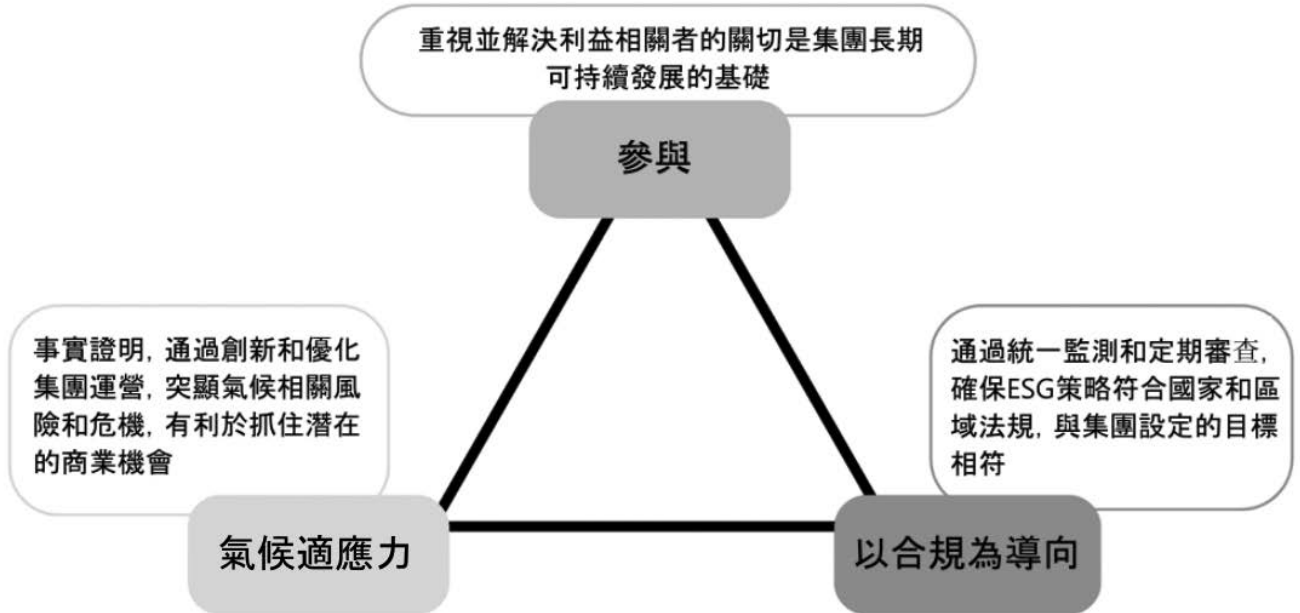 重視並解決利益相關者的關切是集團長期
可持續發展的基礎
參與
事實證明, 通過創新和優化
集團運營, 突顯氣候相關風
險和危機, 有利於抓住潛在
的商業機會
氣候適應力
通過統一監測和定期審查,
確保ESG策略符合國家和區
域法規, 與集團設定的目標
相符
以合規為導向